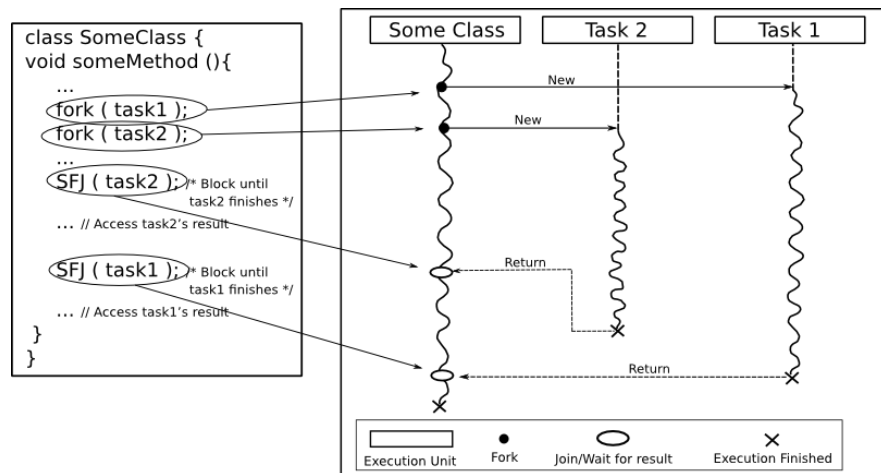 class SomeClass {
void someMethod (){
...
fork ( task1 );
fork ( task2 );
...
SFJ ( task2 ); /* Block until
task2 finishes */
... // Access task2's result
SFJ ( task1 ); /* Block until
task1 finishes */
... // Access task1's result
}
}
Some Class
Task 2
Task 1
New
New
Return
Return
Execution Unit
Fork
Join/Wait for result
Execution Finished